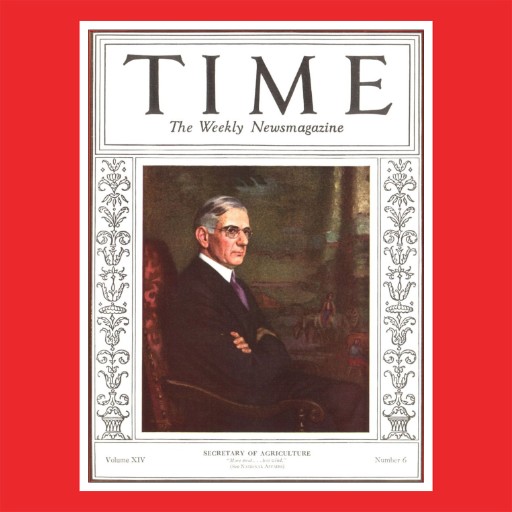 TIME
The Weekly Newsmagazine
SECRETARY OF AGRICULTURE
Volume XIV
Number 6